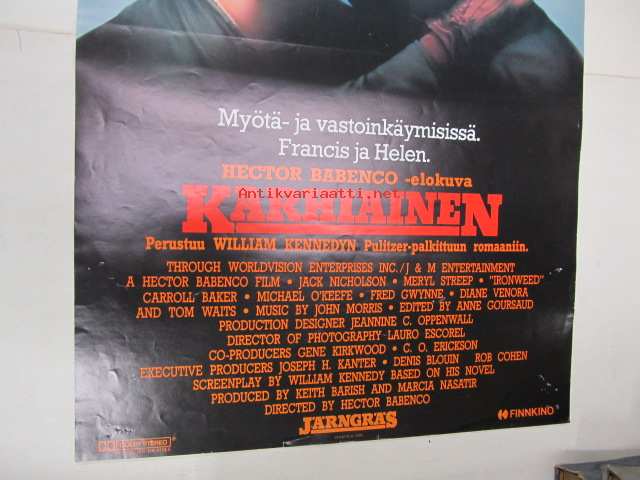 Myötä- ja vastoinkäymisissä.
Francis ja Helen.
HECTOR BABENCO -elokuva
Antikvariaatti.net
KARHIAINEN
Perustuu WILLIAM KENNEDYN Pulitzer-palkittuun romaaniin.
THROUGH WORLDVISION ENTERPRISES INC./J & M ENTERTAINMENT
A HECTOR BABENCO FILM • JACK NICHOLSON • MERYL STREEP • "IRONWEED"
CARROLL BAKER • MICHAEL O'KEEFE • FRED GWYNNE • DIANE VENORA
AND TOM WAITS • MUSIC BY JOHN MORRIS • EDITED BY ANNE GOURSAUD
PRODUCTION DESIGNER JEANNINE C. OPPENWALL
DIRECTOR OF PHOTOGRAPHY LAURO ESCOREL
CO-PRODUCERS GENE KIRKWOOD • C. O. ERICKSON
EXECUTIVE PRODUCERS JOSEPH H. KANTER • DENIS BLOUIN ROB COHEN
SCREENPLAY BY WILLIAM KENNEDY BASED ON HIS NOVEL
PRODUCED BY KEITH BARISH AND MARCIA NASATIR
DIRECTED BY HECTOR BABENCO
JÄRNGRÄS
DOLBY STEREO
FINNKINO